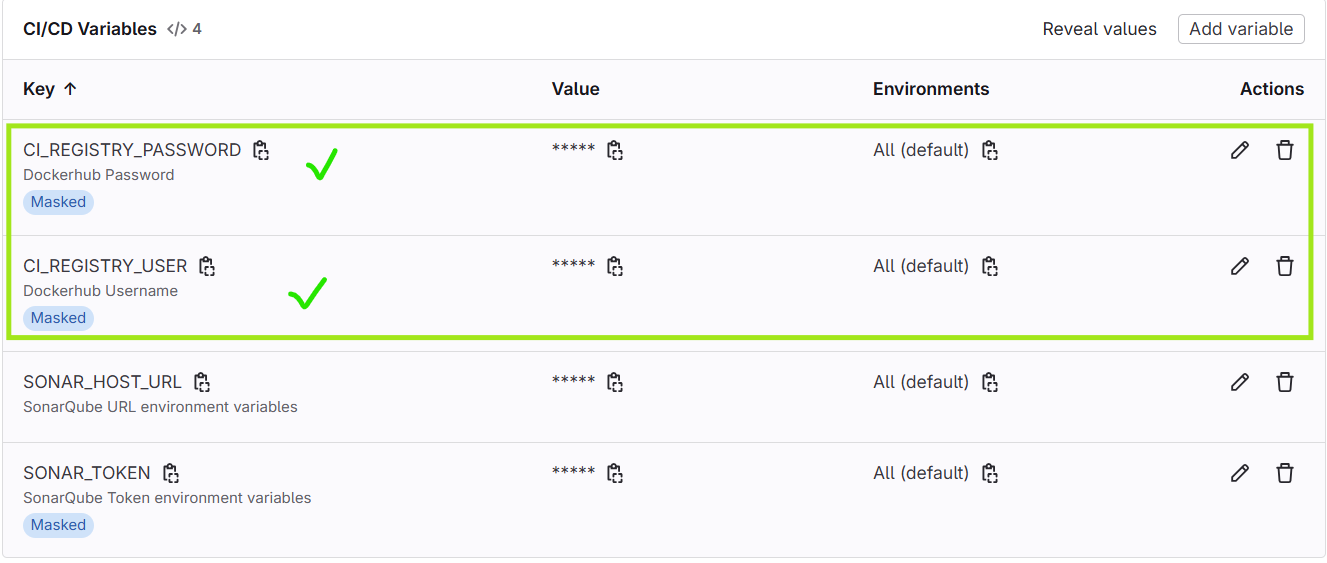 CI/CD Variables </> 4 Reveal values Add variable
Key ↑ Value Environments Actions
CI_REGISTRY_PASSWORD ***** All (default)
Dockerhub Password
Masked
CI_REGISTRY_USER ***** All (default)
Dockerhub Username
Masked
SONAR_HOST_URL ***** All (default)
SonarQube URL environment variables
SONAR_TOKEN ***** All (default)
SonarQube Token environment variables
Masked